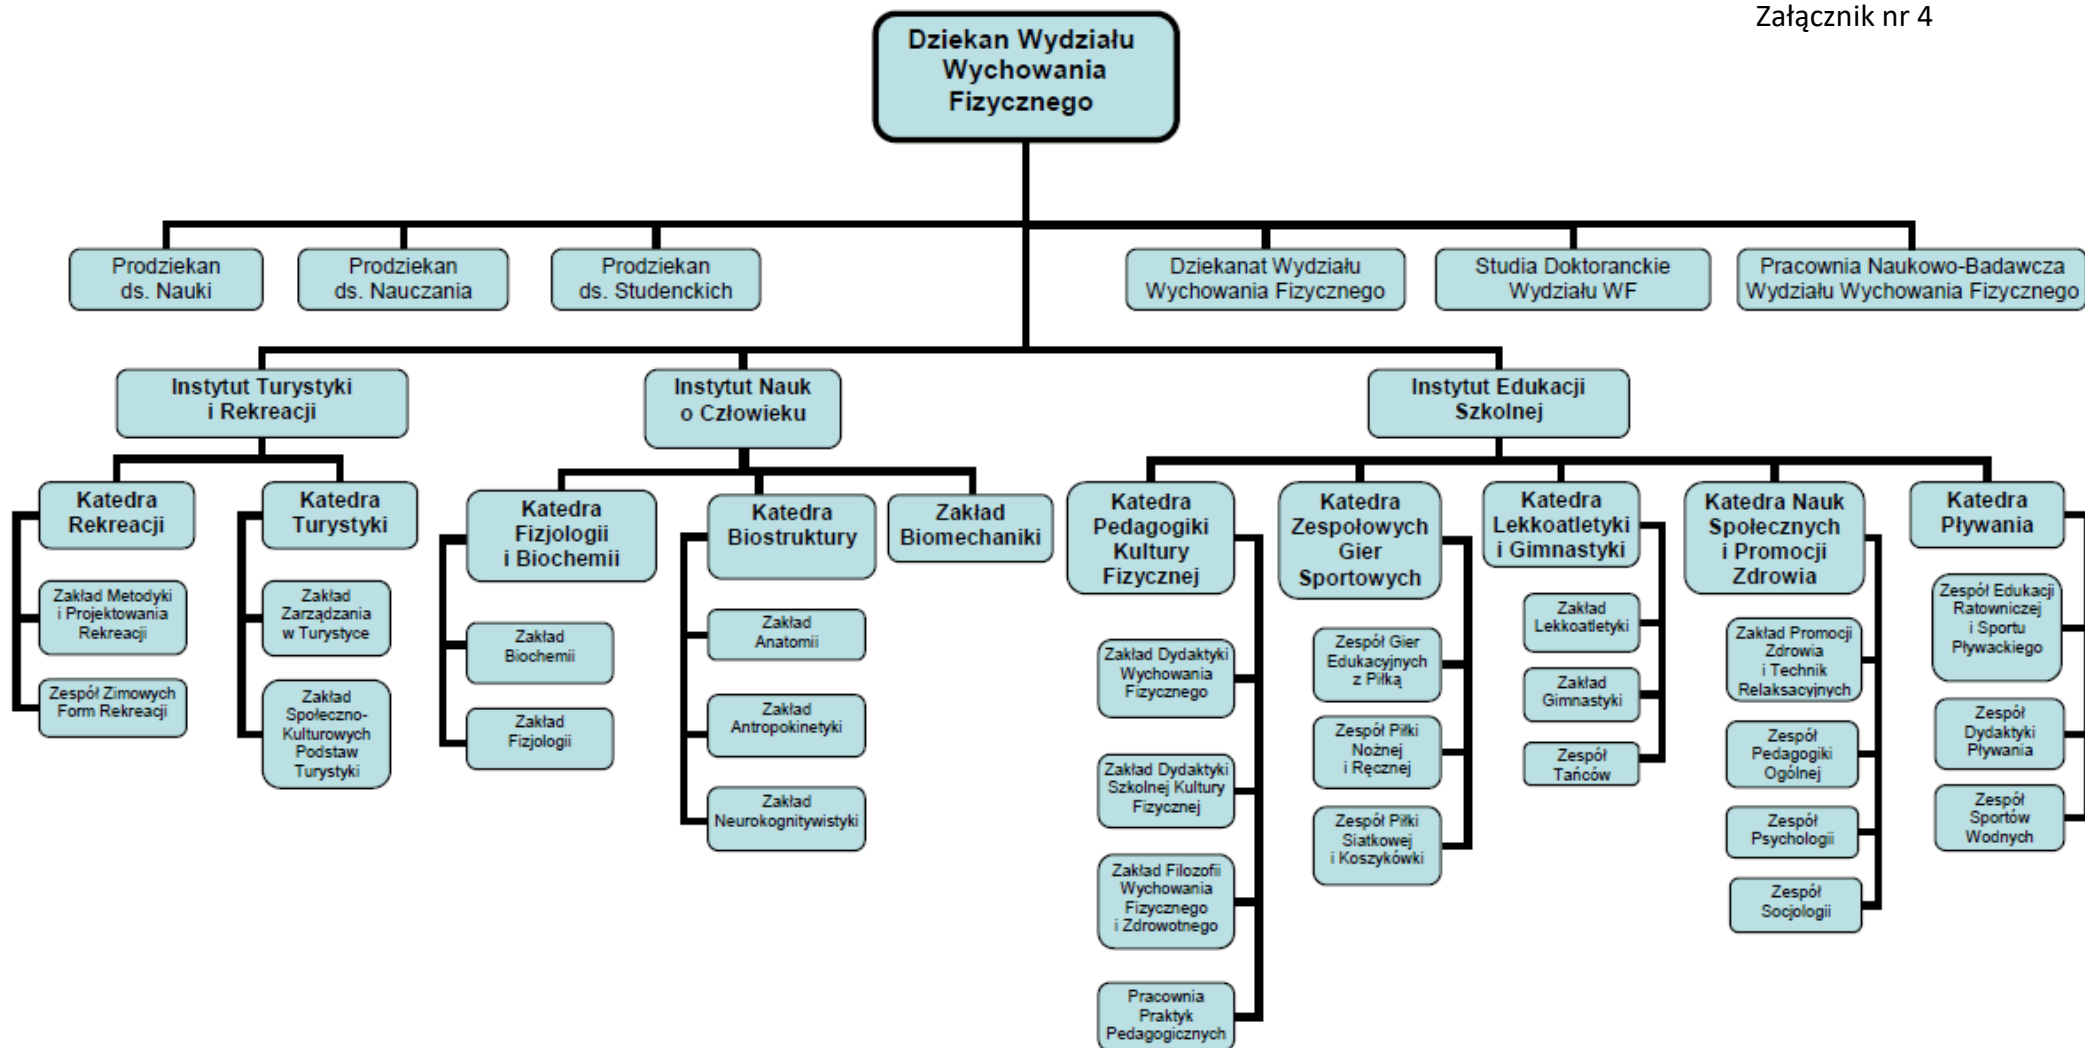 Załącznik nr 4
Dziekan Wydziału
Wychowania
Fizycznego
Prodziekan
ds. Nauki
Prodziekan
ds. Nauczania
Prodziekan
ds. Studenckich
Dziekanat Wydziału
Wychowania Fizycznego
Studia Doktoranckie
Wydziału WF
Pracownia Naukowo-Badawcza
Wydziału Wychowania Fizycznego
Instytut Turystyki
i Rekreacji
Instytut Nauk
o Człowieku
Instytut Edukacji
Szkolnej
Katedra
Rekreacji
Zakład Metodyki
i Projektowania
Rekreacji
Zespół Zimowych
Form Rekreacji
Katedra
Turystyki
Zakład
Zarządzania
w Turystyce
Zakład
Społeczno-
Kulturowych
Podstaw
Turystyki
Katedra
Fizjologii
i Biochemii
Zakład
Biochemii
Zakład
Fizjologii
Katedra
Biostruktury
Zakład
Anatomii
Zakład
Antropokinetyki
Zakład
Neurokognitywistyki
Zakład
Biomechaniki
Katedra
Pedagogiki
Kultury
Fizycznej
Zakład Dydaktyki
Wychowania
Fizycznego
Zakład Dydaktyki
Szkolnej Kultury
Fizycznej
Zakład Filozofii
Wychowania
Fizycznego
i Zdrowotnego
Pracownia
Praktyk
Pedagogicznych
Katedra
Zespołowych
Gier
Sportowych
Zespół Gier
Edukacyjnych
z Piłką
Zespół Piłki
Nożnej
i Ręcznej
Zespół Piłki
Siatkowej
i Koszykówki
Katedra
Lekkoatletyki
i Gimnastyki
Zakład
Lekkoatletyki
Zakład
Gimnastyki
Zespół
Tańców
Katedra Nauk
Społecznych
i Promocji
Zdrowia
Zakład Promocji
Zdrowia
i Technik
Relaksacyjnych
Zespół
Pedagogiki
Ogólnej
Zespół
Psychologii
Zespół
Socjologii
Katedra
Pływania
Zespół Edukacji
Ratowniczej
i Sportu
Pływackiego
Zespół
Dydaktyki
Pływania
Zespół
Sportów
Wodnych